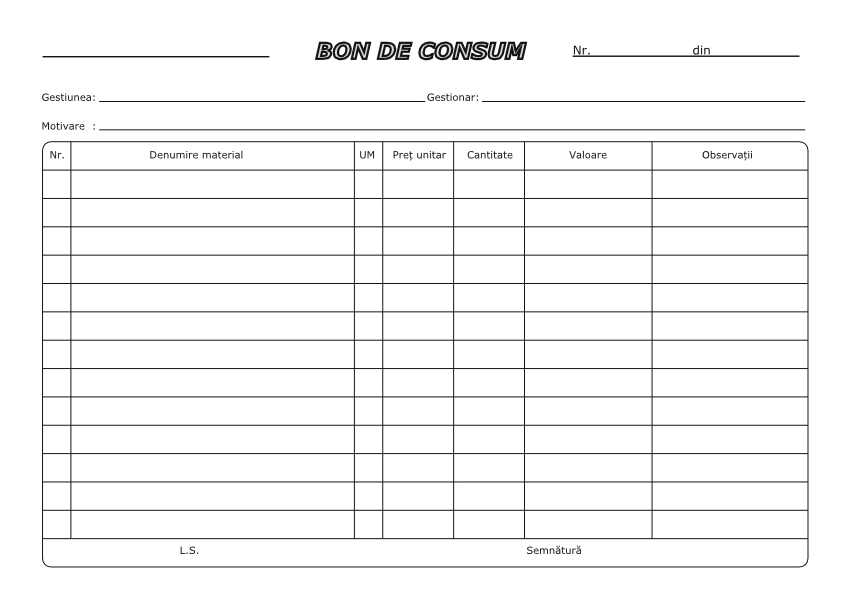 BON DE CONSUM Nr. din
Gestiunea: Gestionar:
Motivare :
Nr. Denumire material UM Preț unitar Cantitate Valoare Observații
L.S. Semnătură